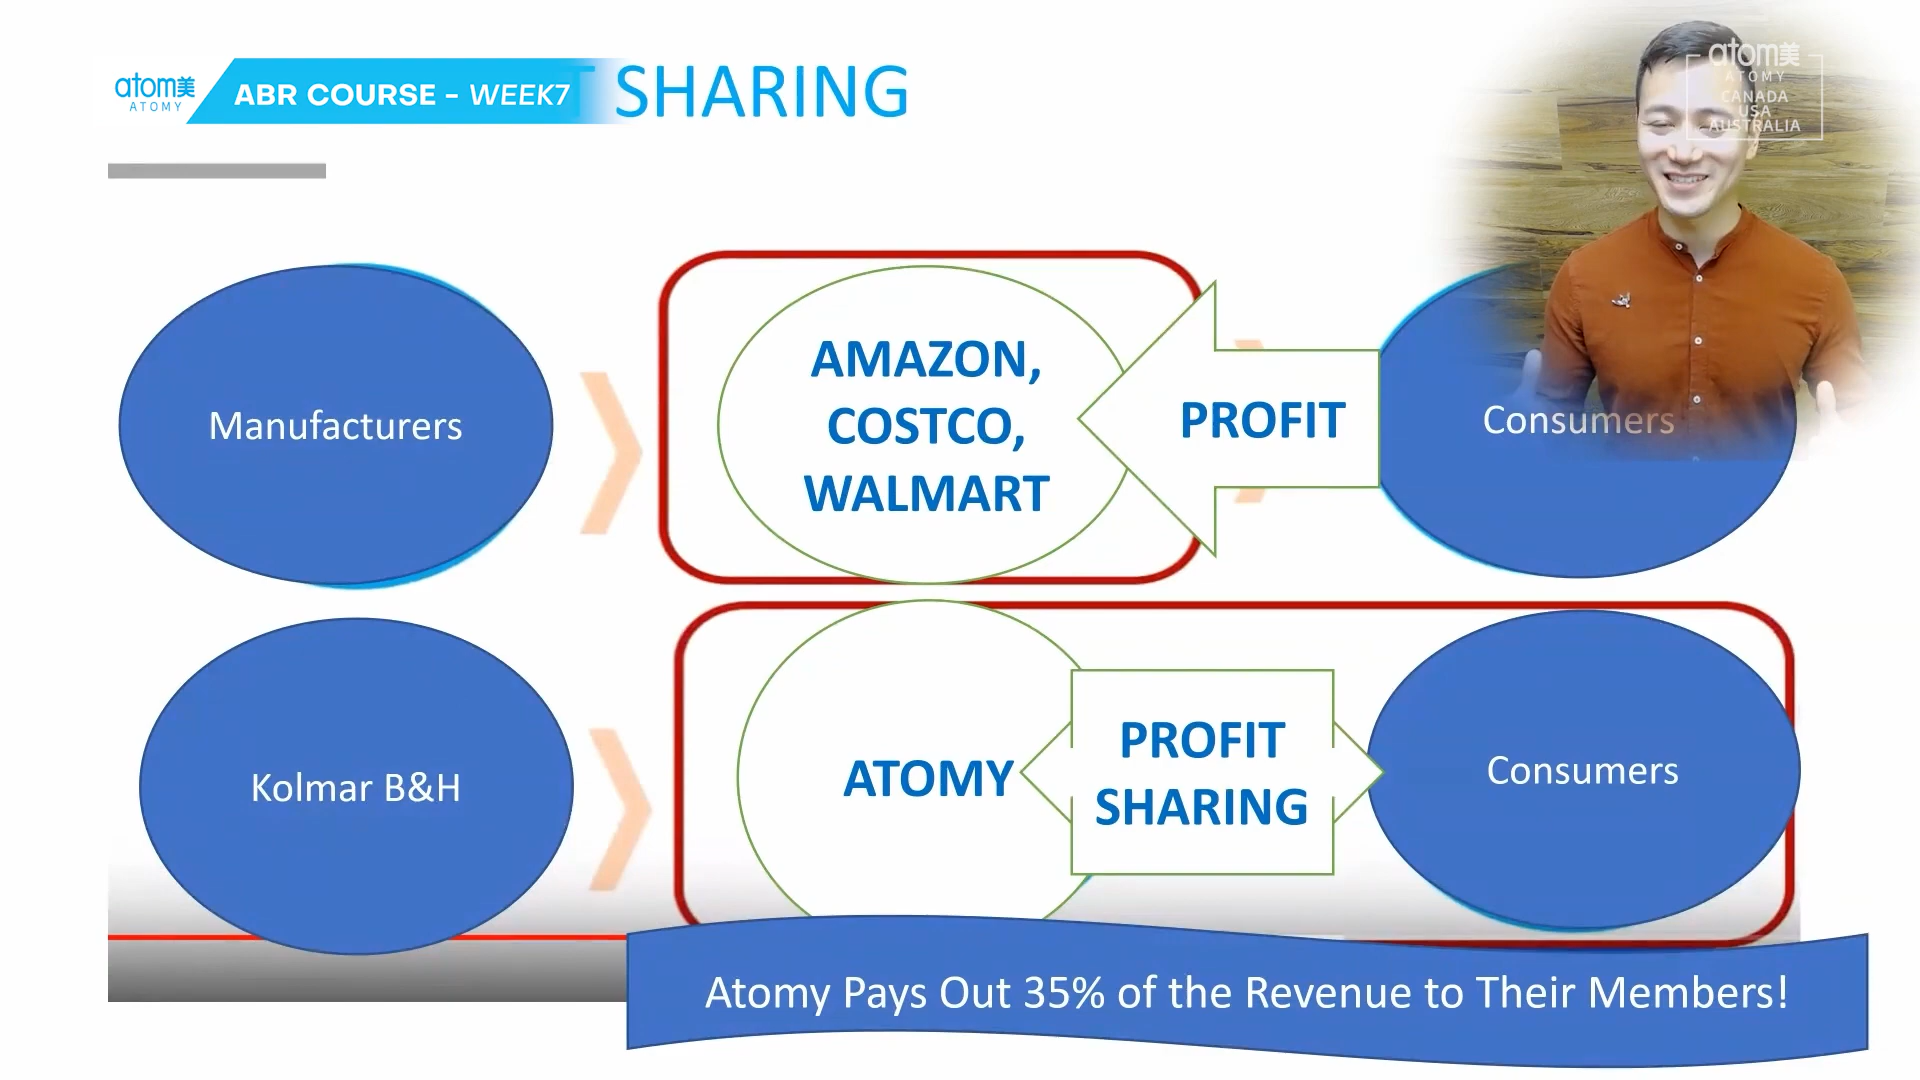 atom美
ATOMY
ABR COURSE - WEEK7
T SHARING
atom美
ATOMY
CANADA
USA
AUSTRALIA
Manufacturers
AMAZON,
COSTCO,
WALMART
PROFIT
Consumers
Kolmar B&H
ATOMY
PROFIT
SHARING
Consumers
Atomy Pays Out 35% of the Revenue to Their Members!